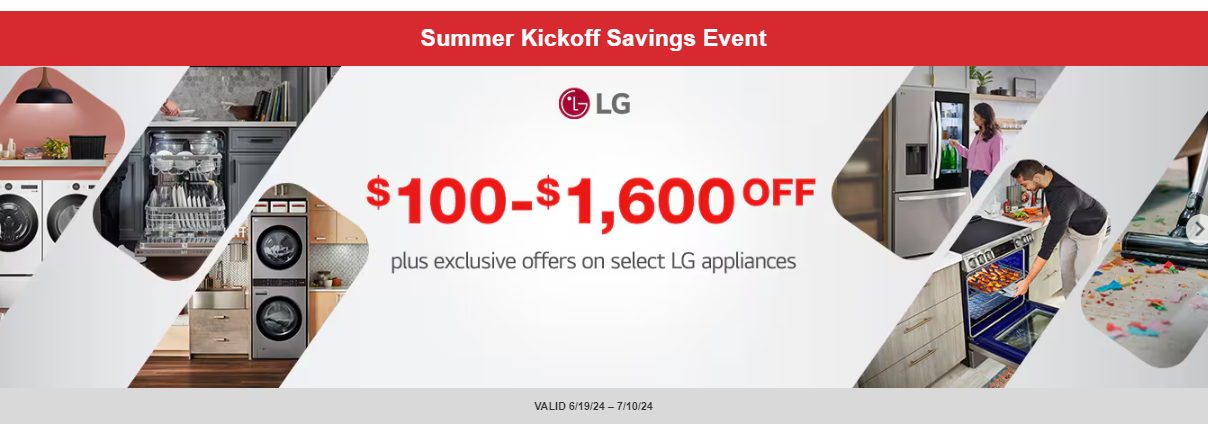 Summer Kickoff Savings Event
LG
$100-$1,600 OFF
plus exclusive offers on select LG appliances
VALID 6/19/24 – 7/10/24